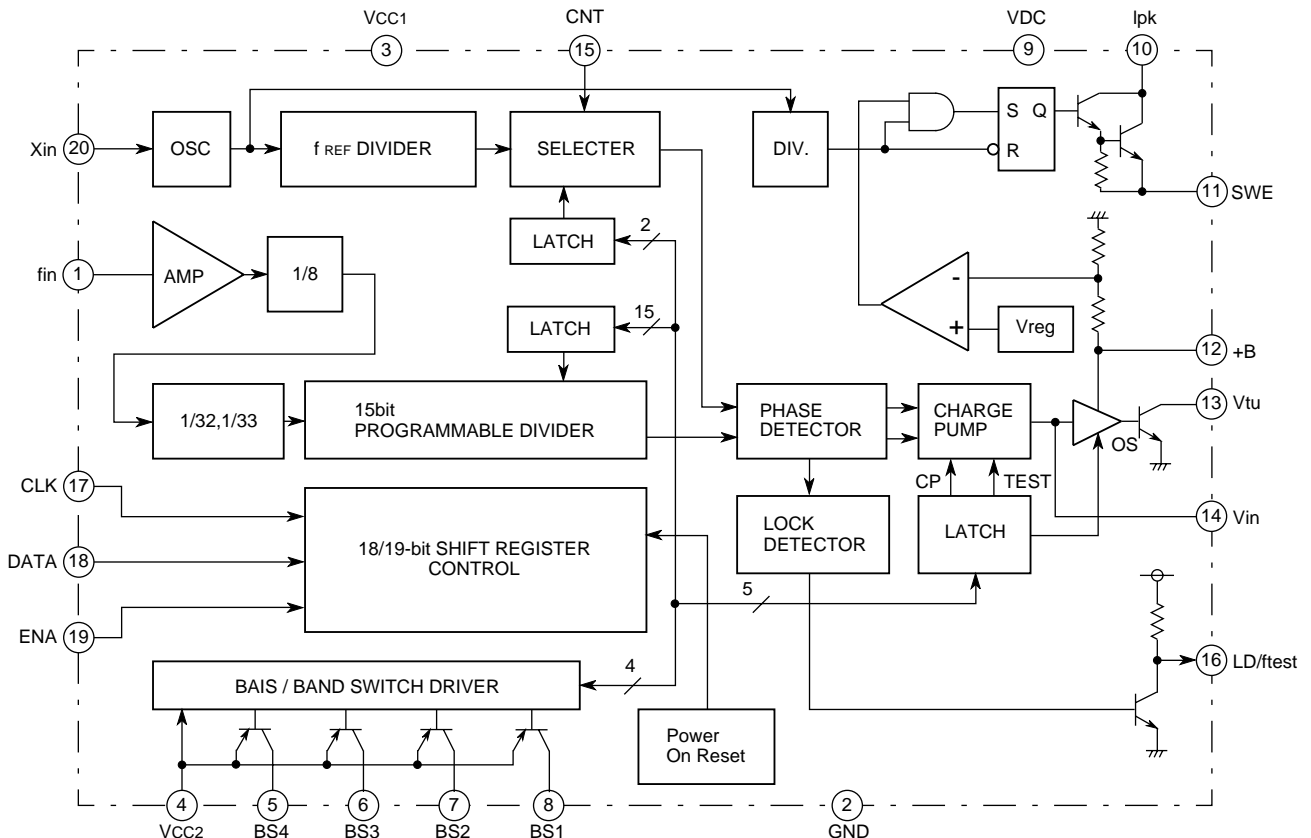 VCC1
3
CNT
15
VDC
9
Ipk
10
Xin
20
OSC
f REF DIVIDER
SELECTER
DIV.
S Q
R
11
SWE
LATCH
2
fin
1
AMP
1/8
-
+
Vreg
LATCH
15
12
+B
1/32,1/33
15bit
PROGRAMMABLE DIVIDER
PHASE
DETECTOR
CHARGE
PUMP
OS
13
Vtu
CLK
17
CP
TEST
14
Vin
DATA
18
18/19-bit SHIFT REGISTER
CONTROL
LOCK
DETECTOR
LATCH
5
ENA
19
16
LD/ftest
4
BAIS / BAND SWITCH DRIVER
Power
On Reset
4
VCC2
5
BS4
6
BS3
7
BS2
8
BS1
2
GND